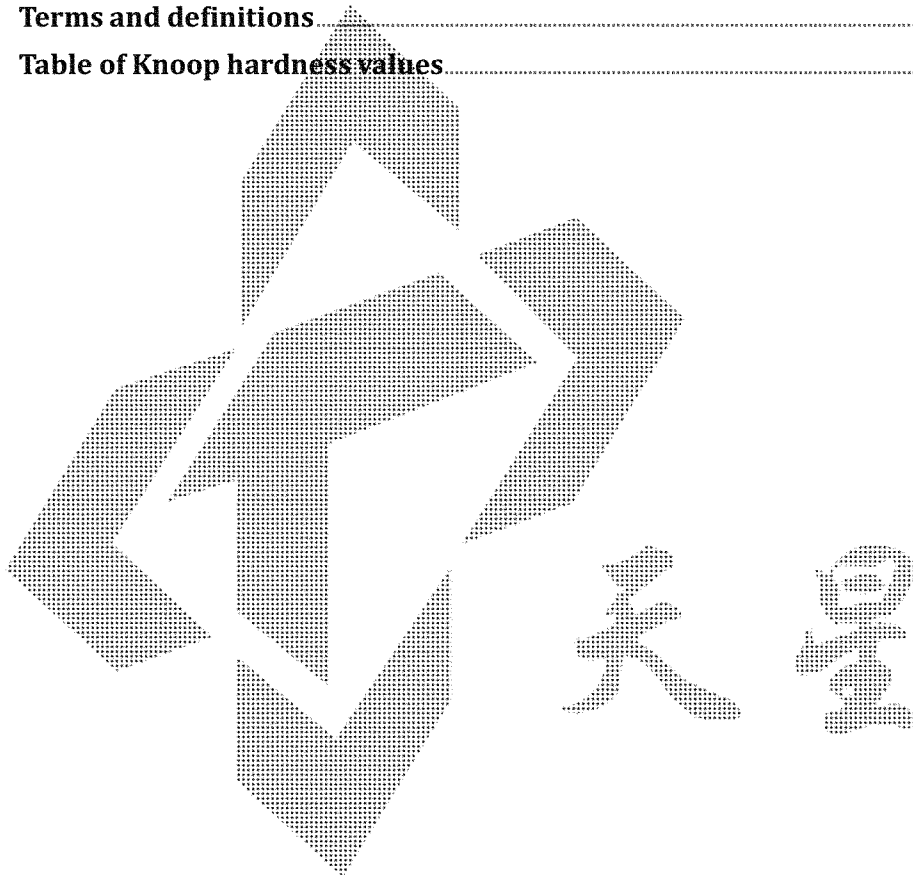 Terms and definitions
Table of Knoop hardness values
天星